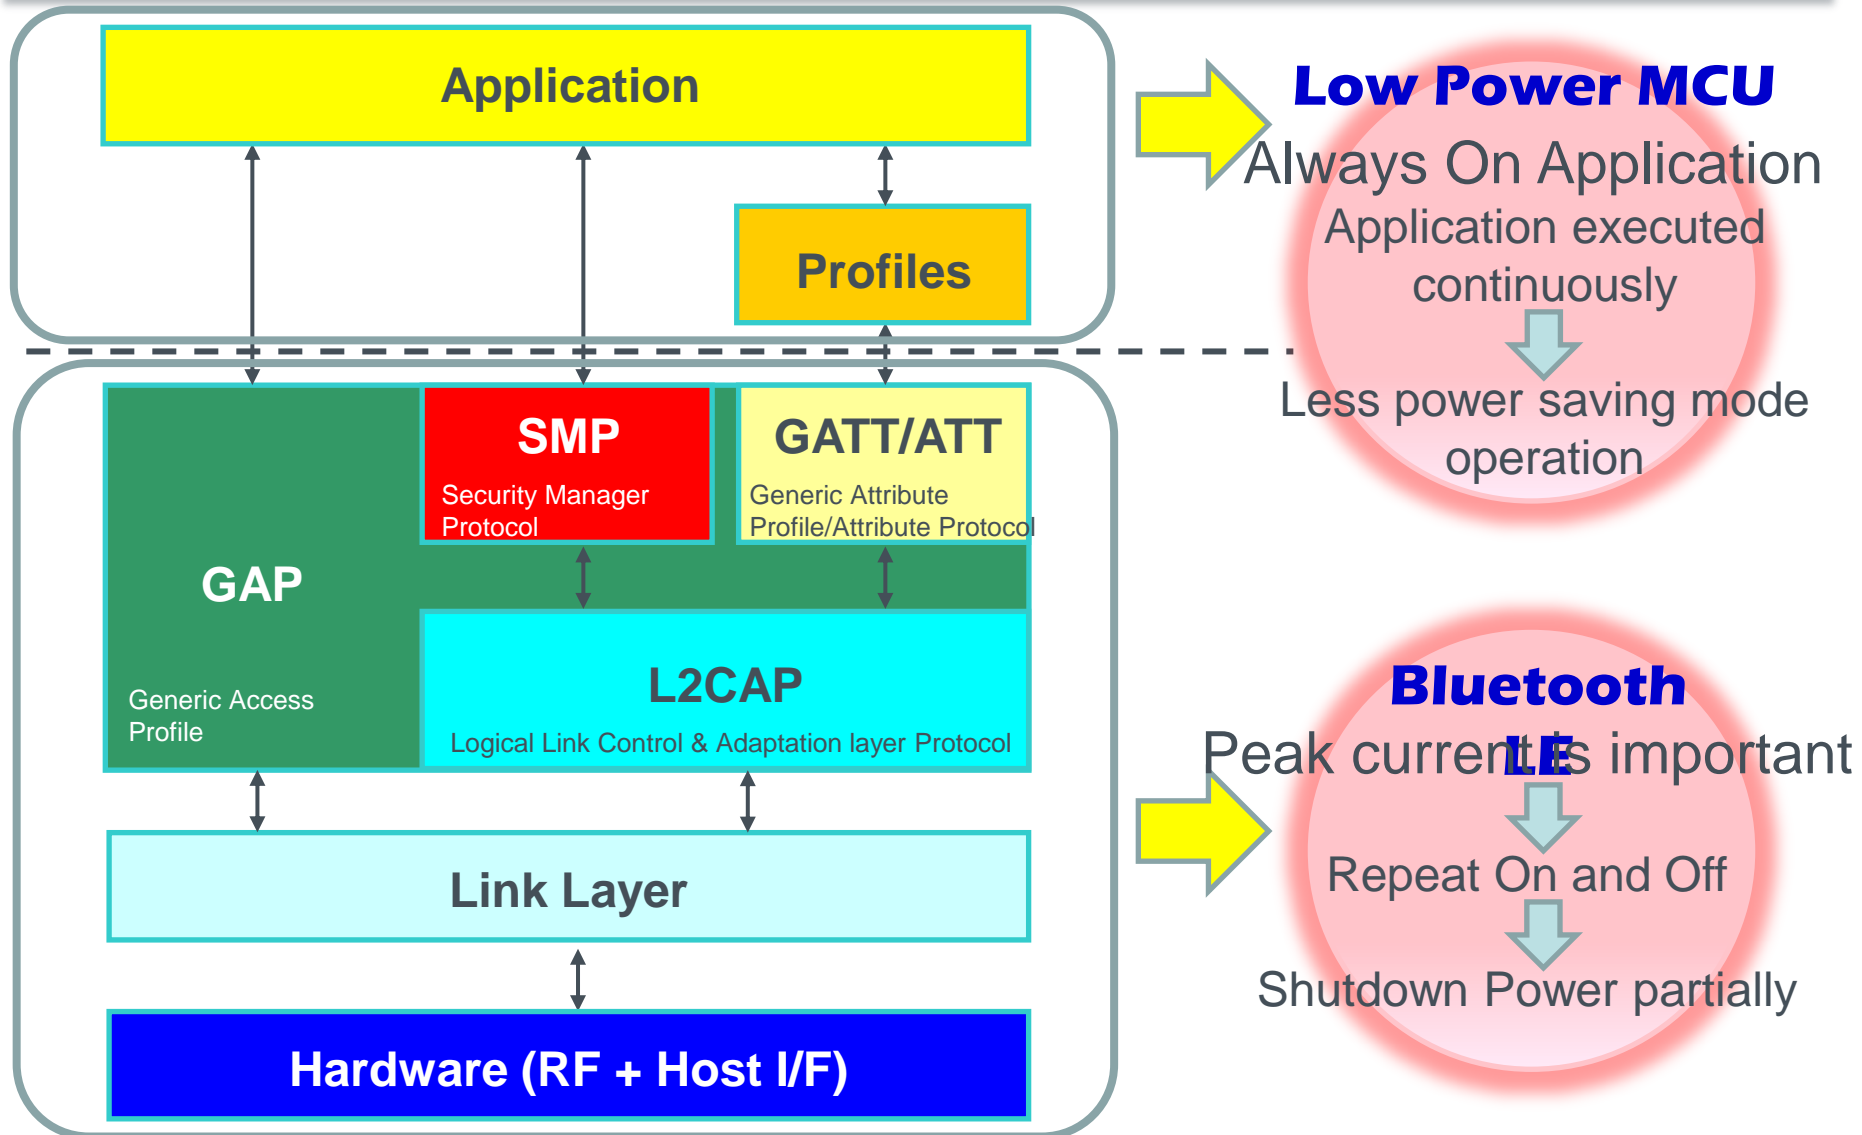 Application
Profiles
SMP
Security Manager
Protocol
GATT/ATT
Generic Attribute
Profile/Attribute Protocol
GAP
Generic Access
Profile
L2CAP
Logical Link Control & Adaptation layer Protocol
Link Layer
Hardware (RF + Host I/F)
Low Power MCU
Always On Application
Application executed
continuously
Less power saving mode
operation
Bluetooth
LE
Peak current is important
Repeat On and Off
Shutdown Power partially